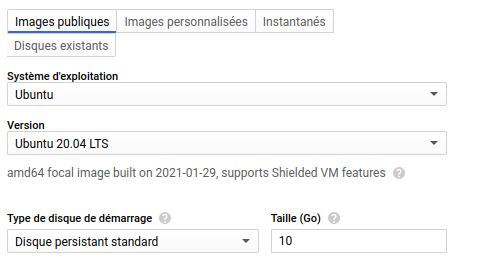 Images publiques
Images personnalisées
Instantanés
Disques existants
Système d'exploitation
Ubuntu
Version
Ubuntu 20.04 LTS
amd64 focal image built on 2021-01-29, supports Shielded VM features ?
Type de disque de démarrage ?
Taille (Go) ?
Disque persistant standard
10